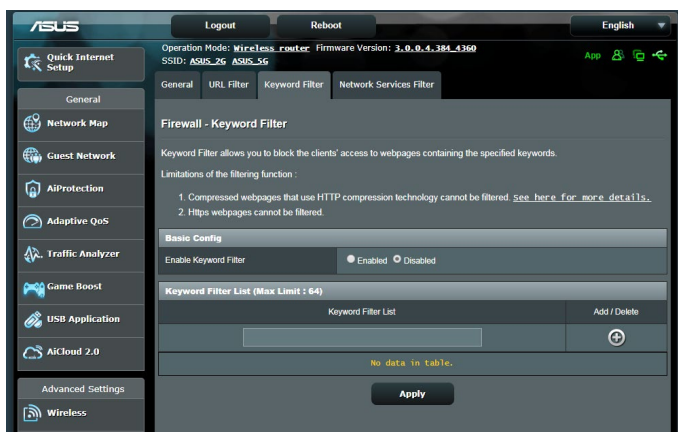 ASUS
Logout
Reboot
English
Quick Internet
Setup
Operation Mode: Wireless router Firmware Version: 3.0.0.4.384_4360
SSID: ASUS_2G ASUS_5G
App
General
URL Filter
Keyword Filter
Network Services Filter
General
Network Map
Guest Network
AiProtection
Adaptive QoS
Traffic Analyzer
Game Boost
USB Application
AiCloud 2.0
Advanced Settings
Wireless
Firewall - Keyword Filter
Keyword Filter allows you to block the clients' access to webpages containing the specified keywords.
Limitations of the filtering function :
1. Compressed webpages that use HTTP compression technology cannot be filtered. See here for more details.
2. Https webpages cannot be filtered.
Basic Config
Enable Keyword Filter
Enabled
Disabled
Keyword Filter List (Max Limit : 64)
Keyword Filter List
Add / Delete
No data in table.
Apply